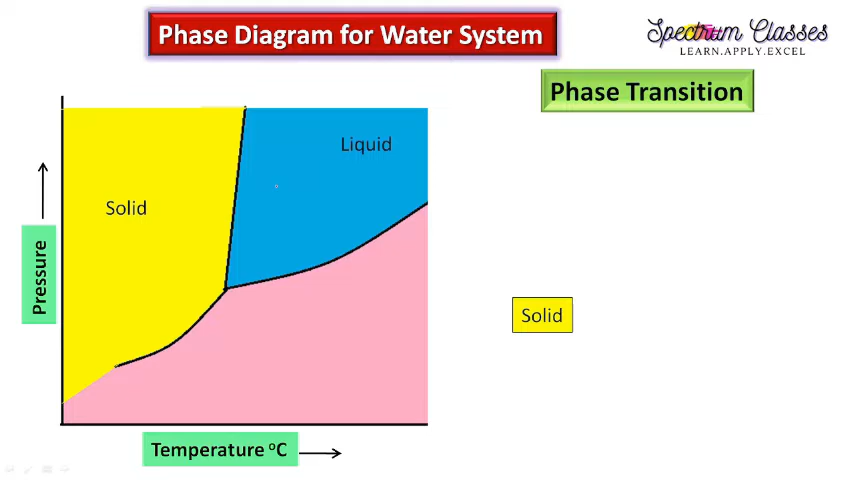 Phase Diagram for Water System
Spectrum Classes
LEARN.APPLY.EXCEL
Phase Transition
Liquid
Solid
Pressure
Solid
Temperature °C